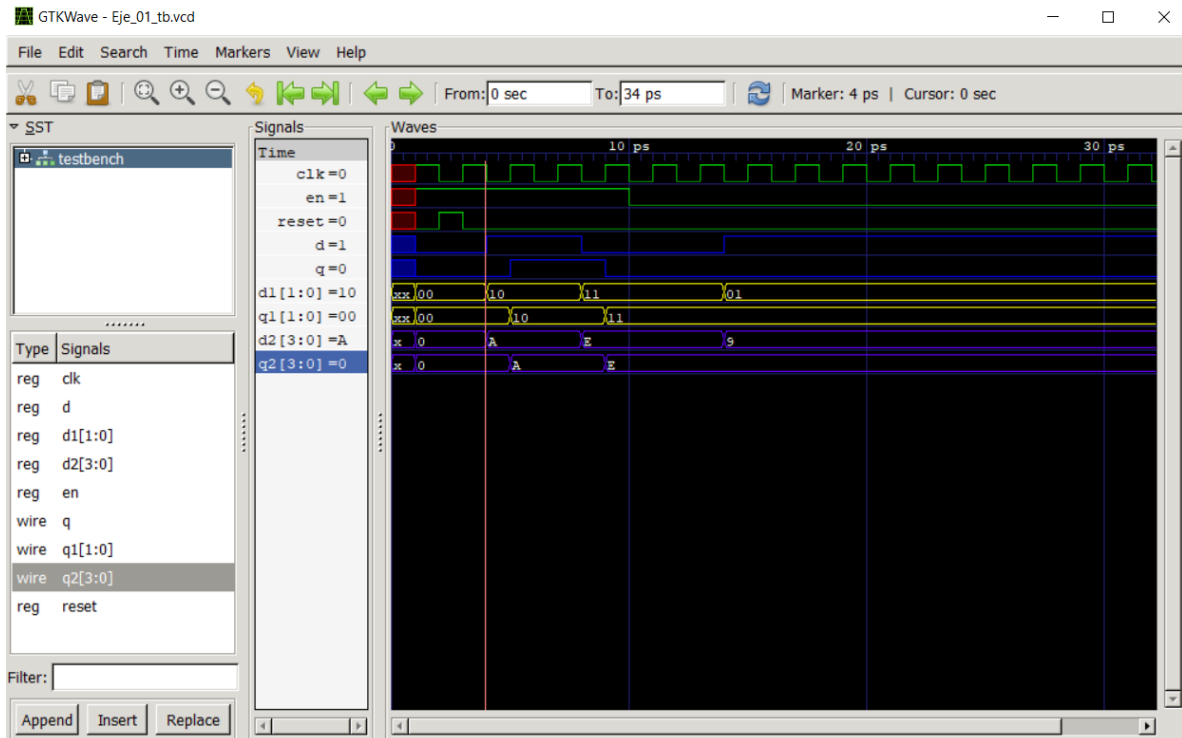 GTKWave - Eje_01_tb.vcd
File Edit Search Time Markers View Help
From: 0 sec To: 34 ps Marker: 4 ps | Cursor: 0 sec
SST
testbench
Type Signals
reg clk
reg d
reg d1[1:0]
reg d2[3:0]
reg en
wire q
wire q1[1:0]
wire q2[3:0]
reg reset
Filter:
Append Insert Replace
Signals
Time
clk=0
en=1
reset=0
d=1
q=0
d1[1:0]=10
q1[1:0]=00
d2[3:0]=A
q2[3:0]=0
Waves
0 10 ps 20 ps 30 ps
xx 00 10 11 01
xx 00 10 11
x 0 A E 9
x 0 A E